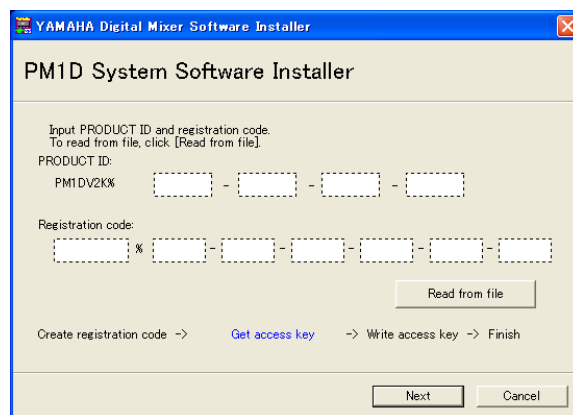 YAMAHA Digital Mixer Software Installer
PM1D System Software Installer
Input PRODUCT ID and registration code.
To read from file, click [Read from file].
PRODUCT ID:
PM1DV2K% - - -
Registration code:
% - - - - -
Read from file
Create registration code -> Get access key -> Write access key -> Finish
Next Cancel